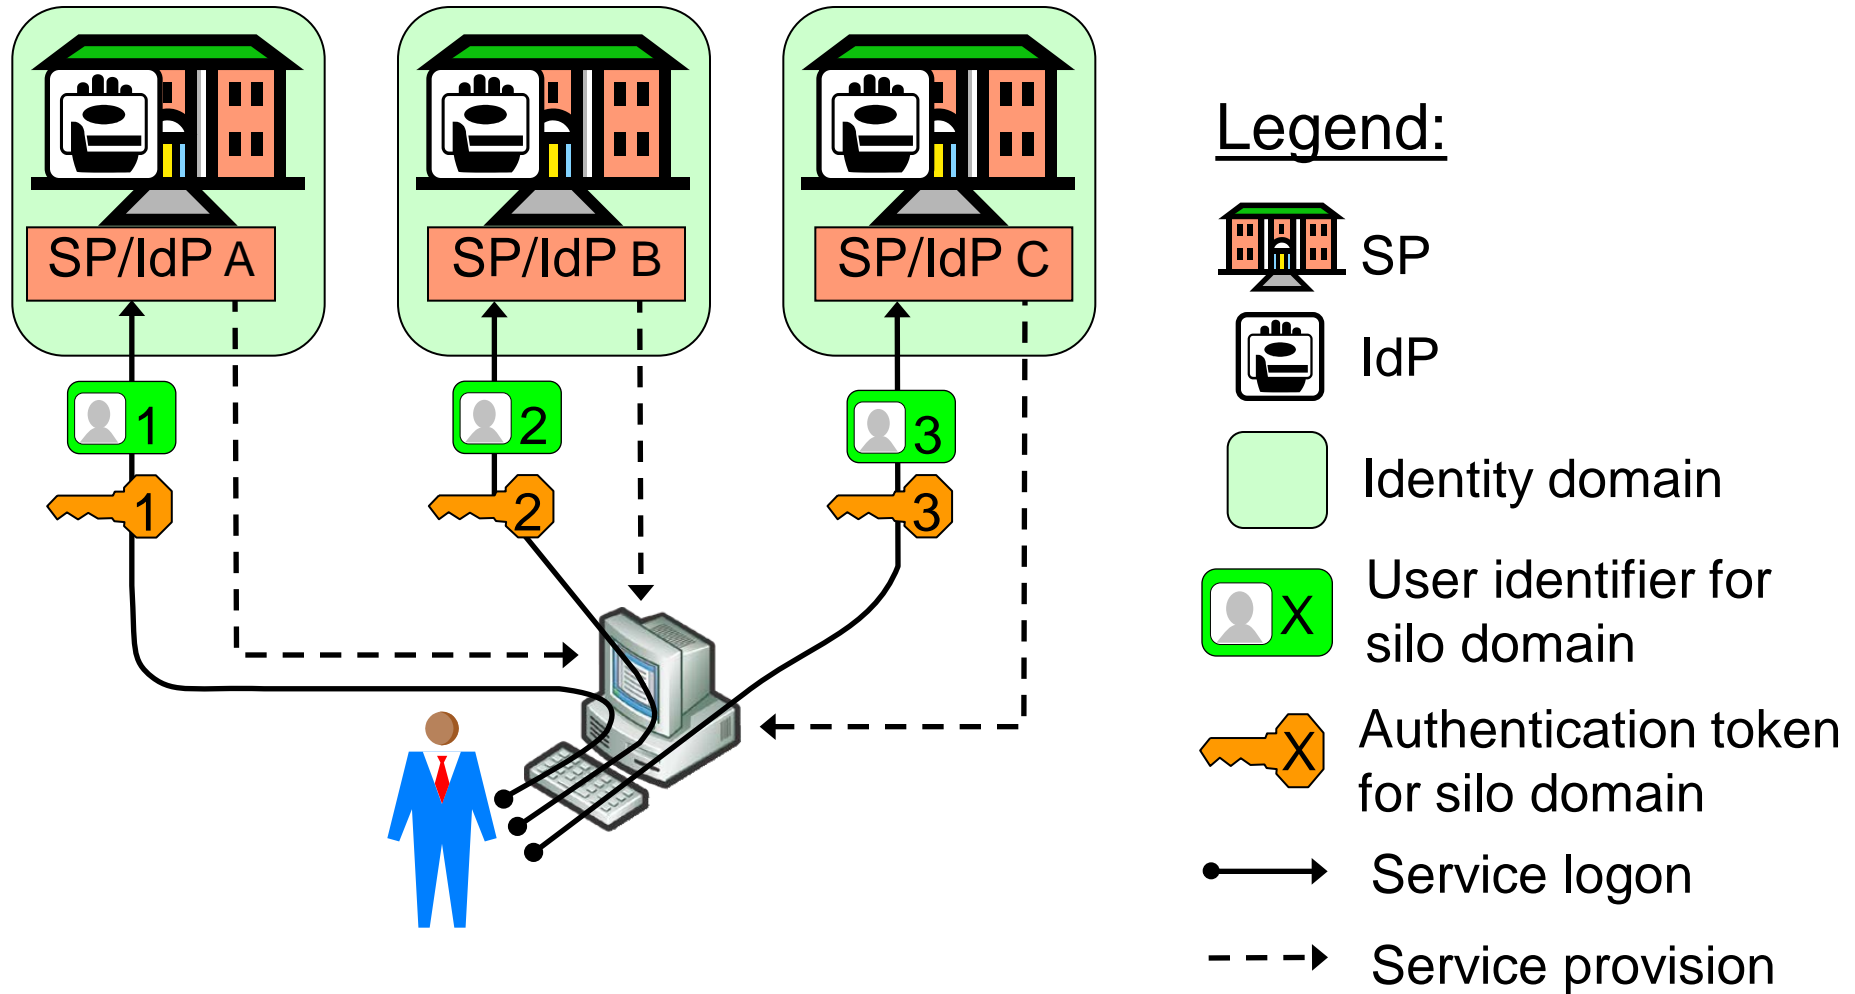 SP/IdP A
SP/IdP B
SP/IdP C
1
2
3
1
2
3
Legend:
SP
IdP
Identity domain
X
User identifier for
silo domain
X
Authentication token
for silo domain
Service logon
Service provision